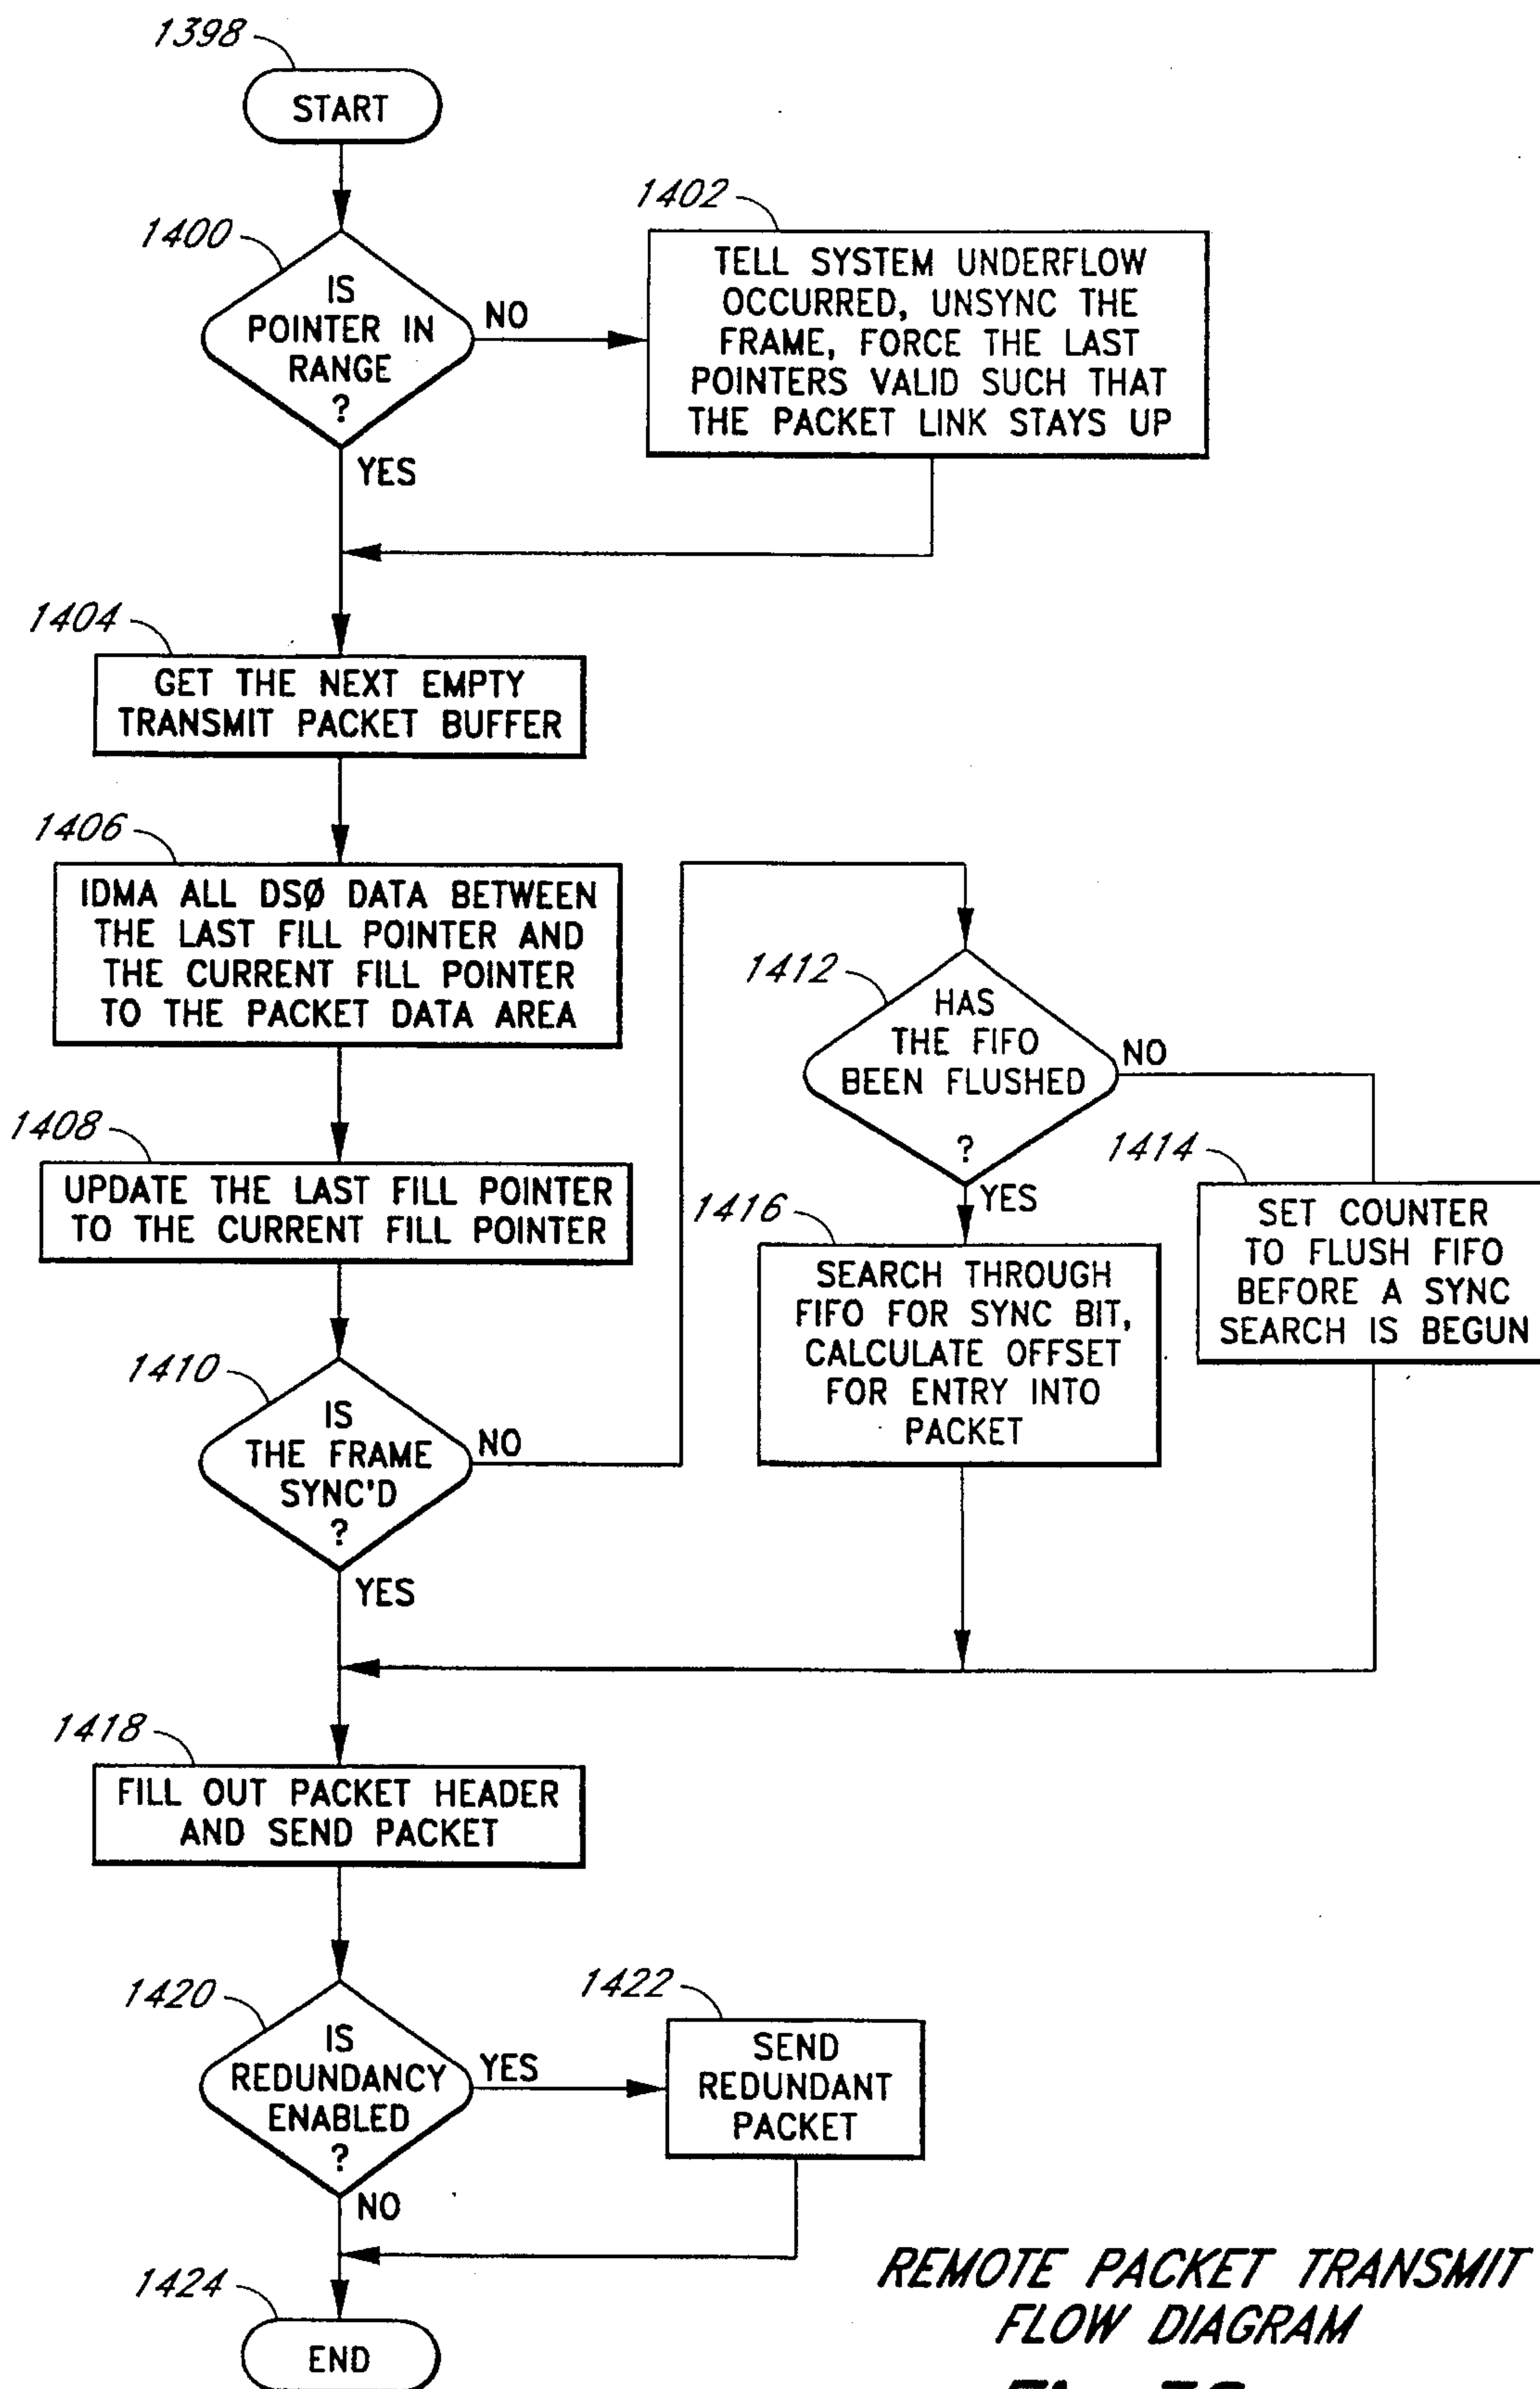 1398
START
1400
IS
POINTER IN
RANGE
?
NO
YES
1402
TELL SYSTEM UNDERFLOW
OCCURRED, UNSYNC THE
FRAME, FORCE THE LAST
POINTERS VALID SUCH THAT
THE PACKET LINK STAYS UP
1404
GET THE NEXT EMPTY
TRANSMIT PACKET BUFFER
1406
IDMA ALL DSØ DATA BETWEEN
THE LAST FILL POINTER AND
THE CURRENT FILL POINTER
TO THE PACKET DATA AREA
1408
UPDATE THE LAST FILL POINTER
TO THE CURRENT FILL POINTER
1410
IS
THE FRAME
SYNC'D
?
NO
YES
1412
HAS
THE FIFO
BEEN FLUSHED
?
NO
YES
1414
SET COUNTER
TO FLUSH FIFO
BEFORE A SYNC
SEARCH IS BEGUN
1416
SEARCH THROUGH
FIFO FOR SYNC BIT,
CALCULATE OFFSET
FOR ENTRY INTO
PACKET
1418
FILL OUT PACKET HEADER
AND SEND PACKET
1420
IS
REDUNDANCY
ENABLED
?
YES
NO
1422
SEND
REDUNDANT
PACKET
1424
END
REMOTE PACKET TRANSMIT
FLOW DIAGRAM